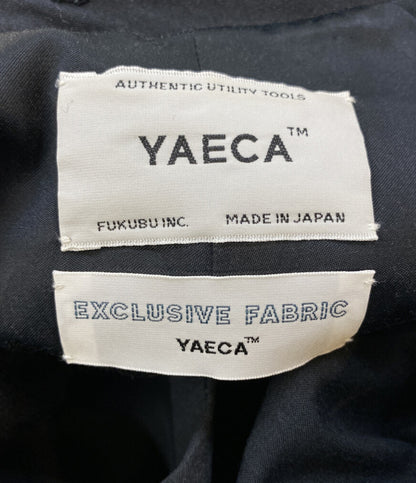 AUTHENTIC UTILITY TOOLS
YAECA™
FUKUBU INC. MADE IN JAPAN
EXCLUSIVE FABRIC
YAECA™